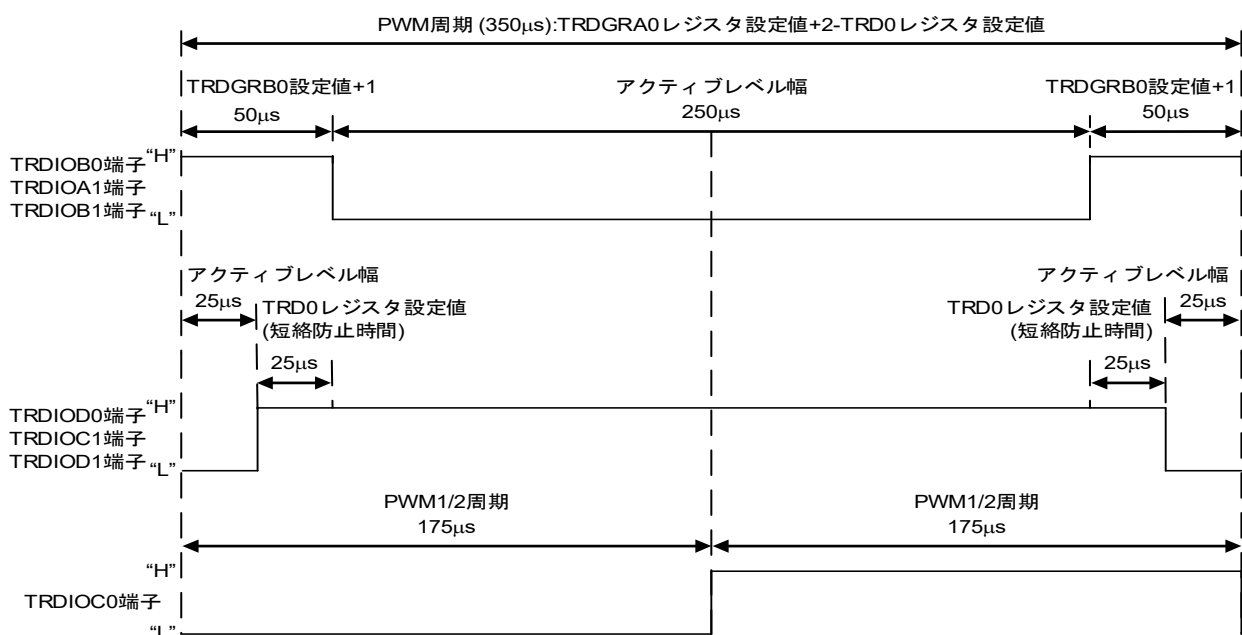 PWM周期 (350μs):TRDGRA0レジスタ設定値+2-TRD0レジスタ設定値
TRDGRB0設定値+1
50μs
アクティブレベル幅
250μs
TRDGRB0設定値+1
50μs
TRDIOB0端子
TRDIOA1端子
TRDIOB1端子
“H”
“L”
アクティブレベル幅
25μs
TRD0レジスタ設定値
(短絡防止時間)
25μs
アクティブレベル幅
25μs
TRD0レジスタ設定値
(短絡防止時間)
25μs
TRDIOD0端子
TRDIOC1端子
TRDIOD1端子
“H”
“L”
PWM1/2周期
175μs
PWM1/2周期
175μs
“H”
TRDIOC0端子
“L”